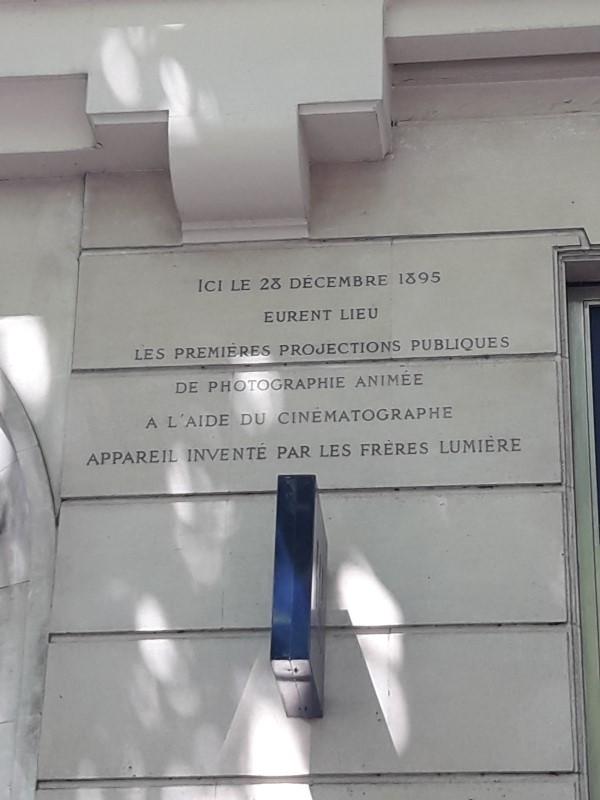 ICI LE 28 DÉCEMBRE 1895
EURENT LIEU
LES PREMIÈRES PROJECTIONS PUBLIQUES
DE PHOTOGRAPHIE ANIMÉE
A L'AIDE DU CINÉMATOGRAPHE
APPAREIL INVENTÉ PAR LES FRÈRES LUMIÈRE